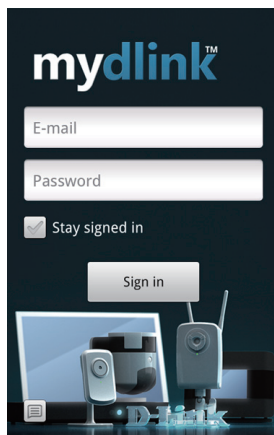 mydlink™
E-mail
Password
Stay signed in
Sign in
D-Link